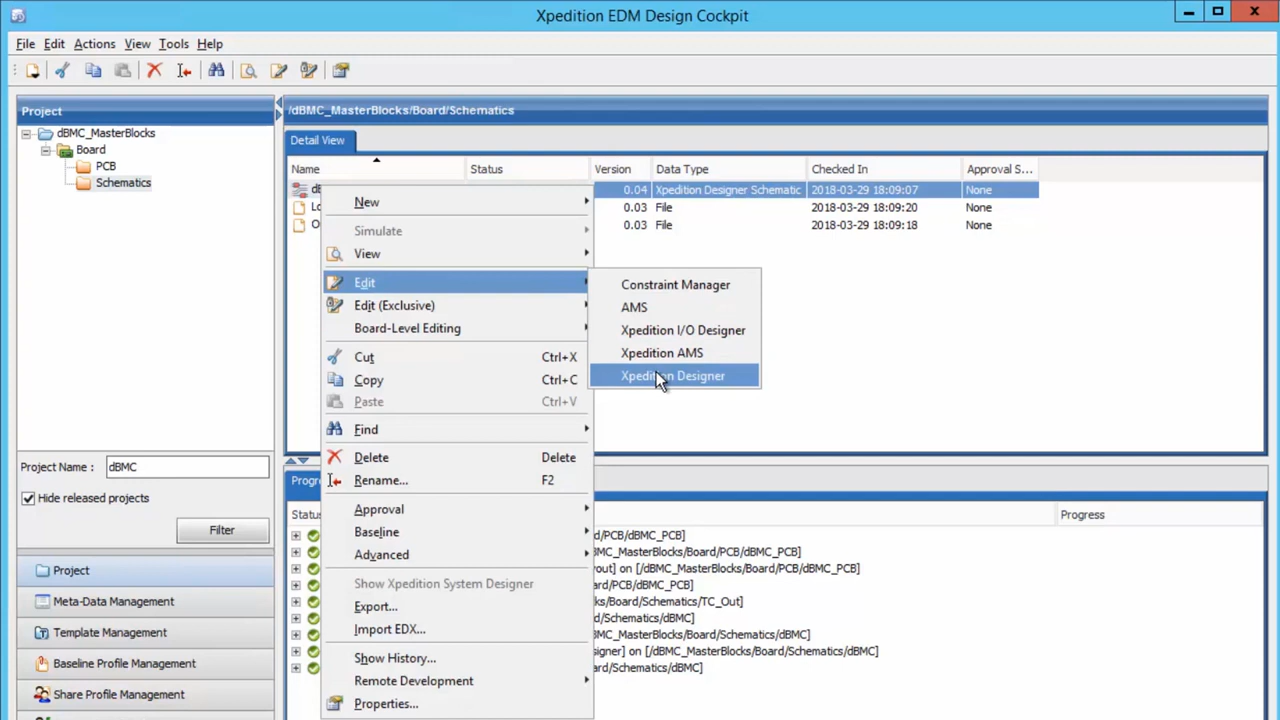 Xpedition EDM Design Cockpit
File Edit Actions View Tools Help
Project
dBMC_MasterBlocks
Board
PCB
Schematics
Project Name : dBMC
Hide released projects
Filter
Project
Meta-Data Management
Template Management
Baseline Profile Management
Share Profile Management
/dBMC_MasterBlocks/Board/Schematics
Detail View
Name Status Version Data Type Checked In Approval S...
0.04 Xpedition Designer Schematic 2018-03-29 18:09:07 None
0.03 File 2018-03-29 18:09:20 None
0.03 File 2018-03-29 18:09:18 None
New
Simulate
View
Edit
Edit (Exclusive)
Board-Level Editing
Cut Ctrl+X
Copy Ctrl+C
Paste Ctrl+V
Find
Delete Delete
Rename... F2
Approval
Baseline
Advanced
Show Xpedition System Designer
Export...
Import EDX...
Show History...
Remote Development
Properties...
Constraint Manager
AMS
Xpedition I/O Designer
Xpedition AMS
Xpedition Designer
Progress
d/PCB/dBMC_PCB]
BMC_MasterBlocks/Board/PCB/dBMC_PCB]
yout] on [/dBMC_MasterBlocks/Board/PCB/dBMC_PCB]
d/PCB/dBMC_PCB]
ks/Board/Schematics/TC_Out]
d/Schematics/dBMC]
BMC_MasterBlocks/Board/Schematics/dBMC]
signer] on [/dBMC_MasterBlocks/Board/Schematics/dBMC]
d/Schematics/dBMC]